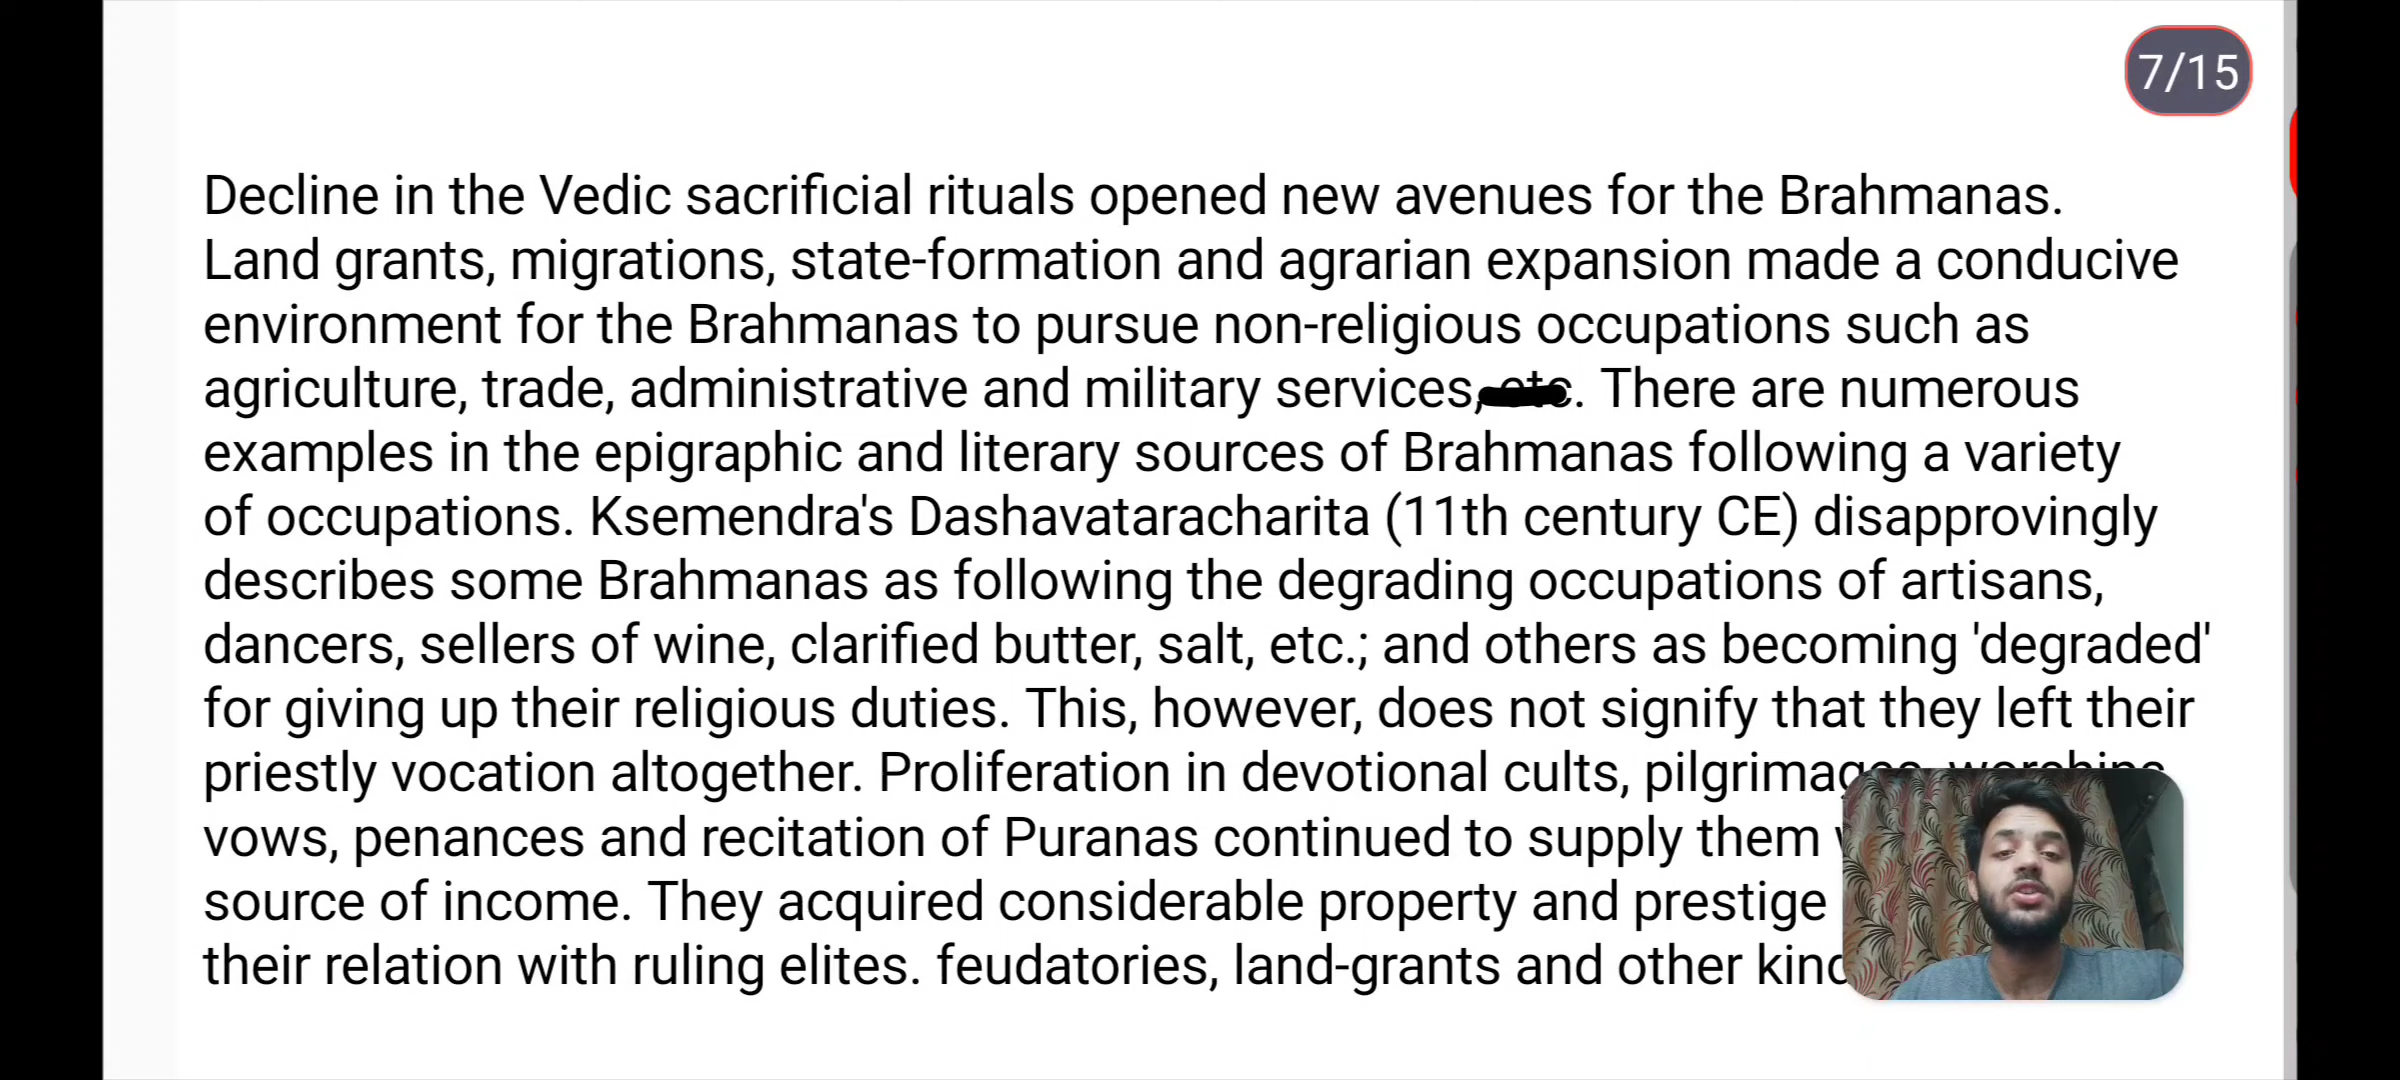 7/15
Decline in the Vedic sacrificial rituals opened new avenues for the Brahmanas.
Land grants, migrations, state-formation and agrarian expansion made a conducive
environment for the Brahmanas to pursue non-religious occupations such as
agriculture, trade, administrative and military services, etc. There are numerous
examples in the epigraphic and literary sources of Brahmanas following a variety
of occupations. Ksemendra's Dashavataracharita (11th century CE) disapprovingly
describes some Brahmanas as following the degrading occupations of artisans,
dancers, sellers of wine, clarified butter, salt, etc.; and others as becoming 'degraded'
for giving up their religious duties. This, however, does not signify that they left their
priestly vocation altogether. Proliferation in devotional cults,
vows, penances and recitation of Puranas continued to supply them
source of income. They acquired considerable property and prestige
their relation with ruling elites. feudatories, land-grants and other